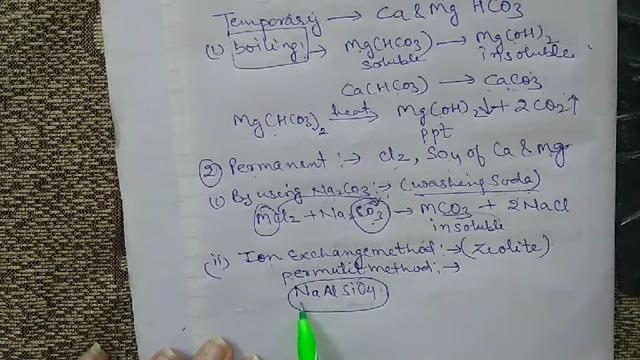 Temporary → Ca & Mg HCO3
(i) boiling → Mg(HCO3) → Mg(OH)2
soluble insoluble
Ca(HCO3) → CaCO3
Mg(HCO3)2 heat→ Mg(OH)2↓ + 2CO2↑
ppt
(2) Permanent :→ Cl2, SO4 of Ca & Mg
(i) By using Na2CO3 :→ (washing Soda)
MCl2 + Na2CO3 → MCO3 + 2NaCl
insoluble
(ii) Ion exchange method :→ (Zeolite)
permutit method :→
NaAlSiO4